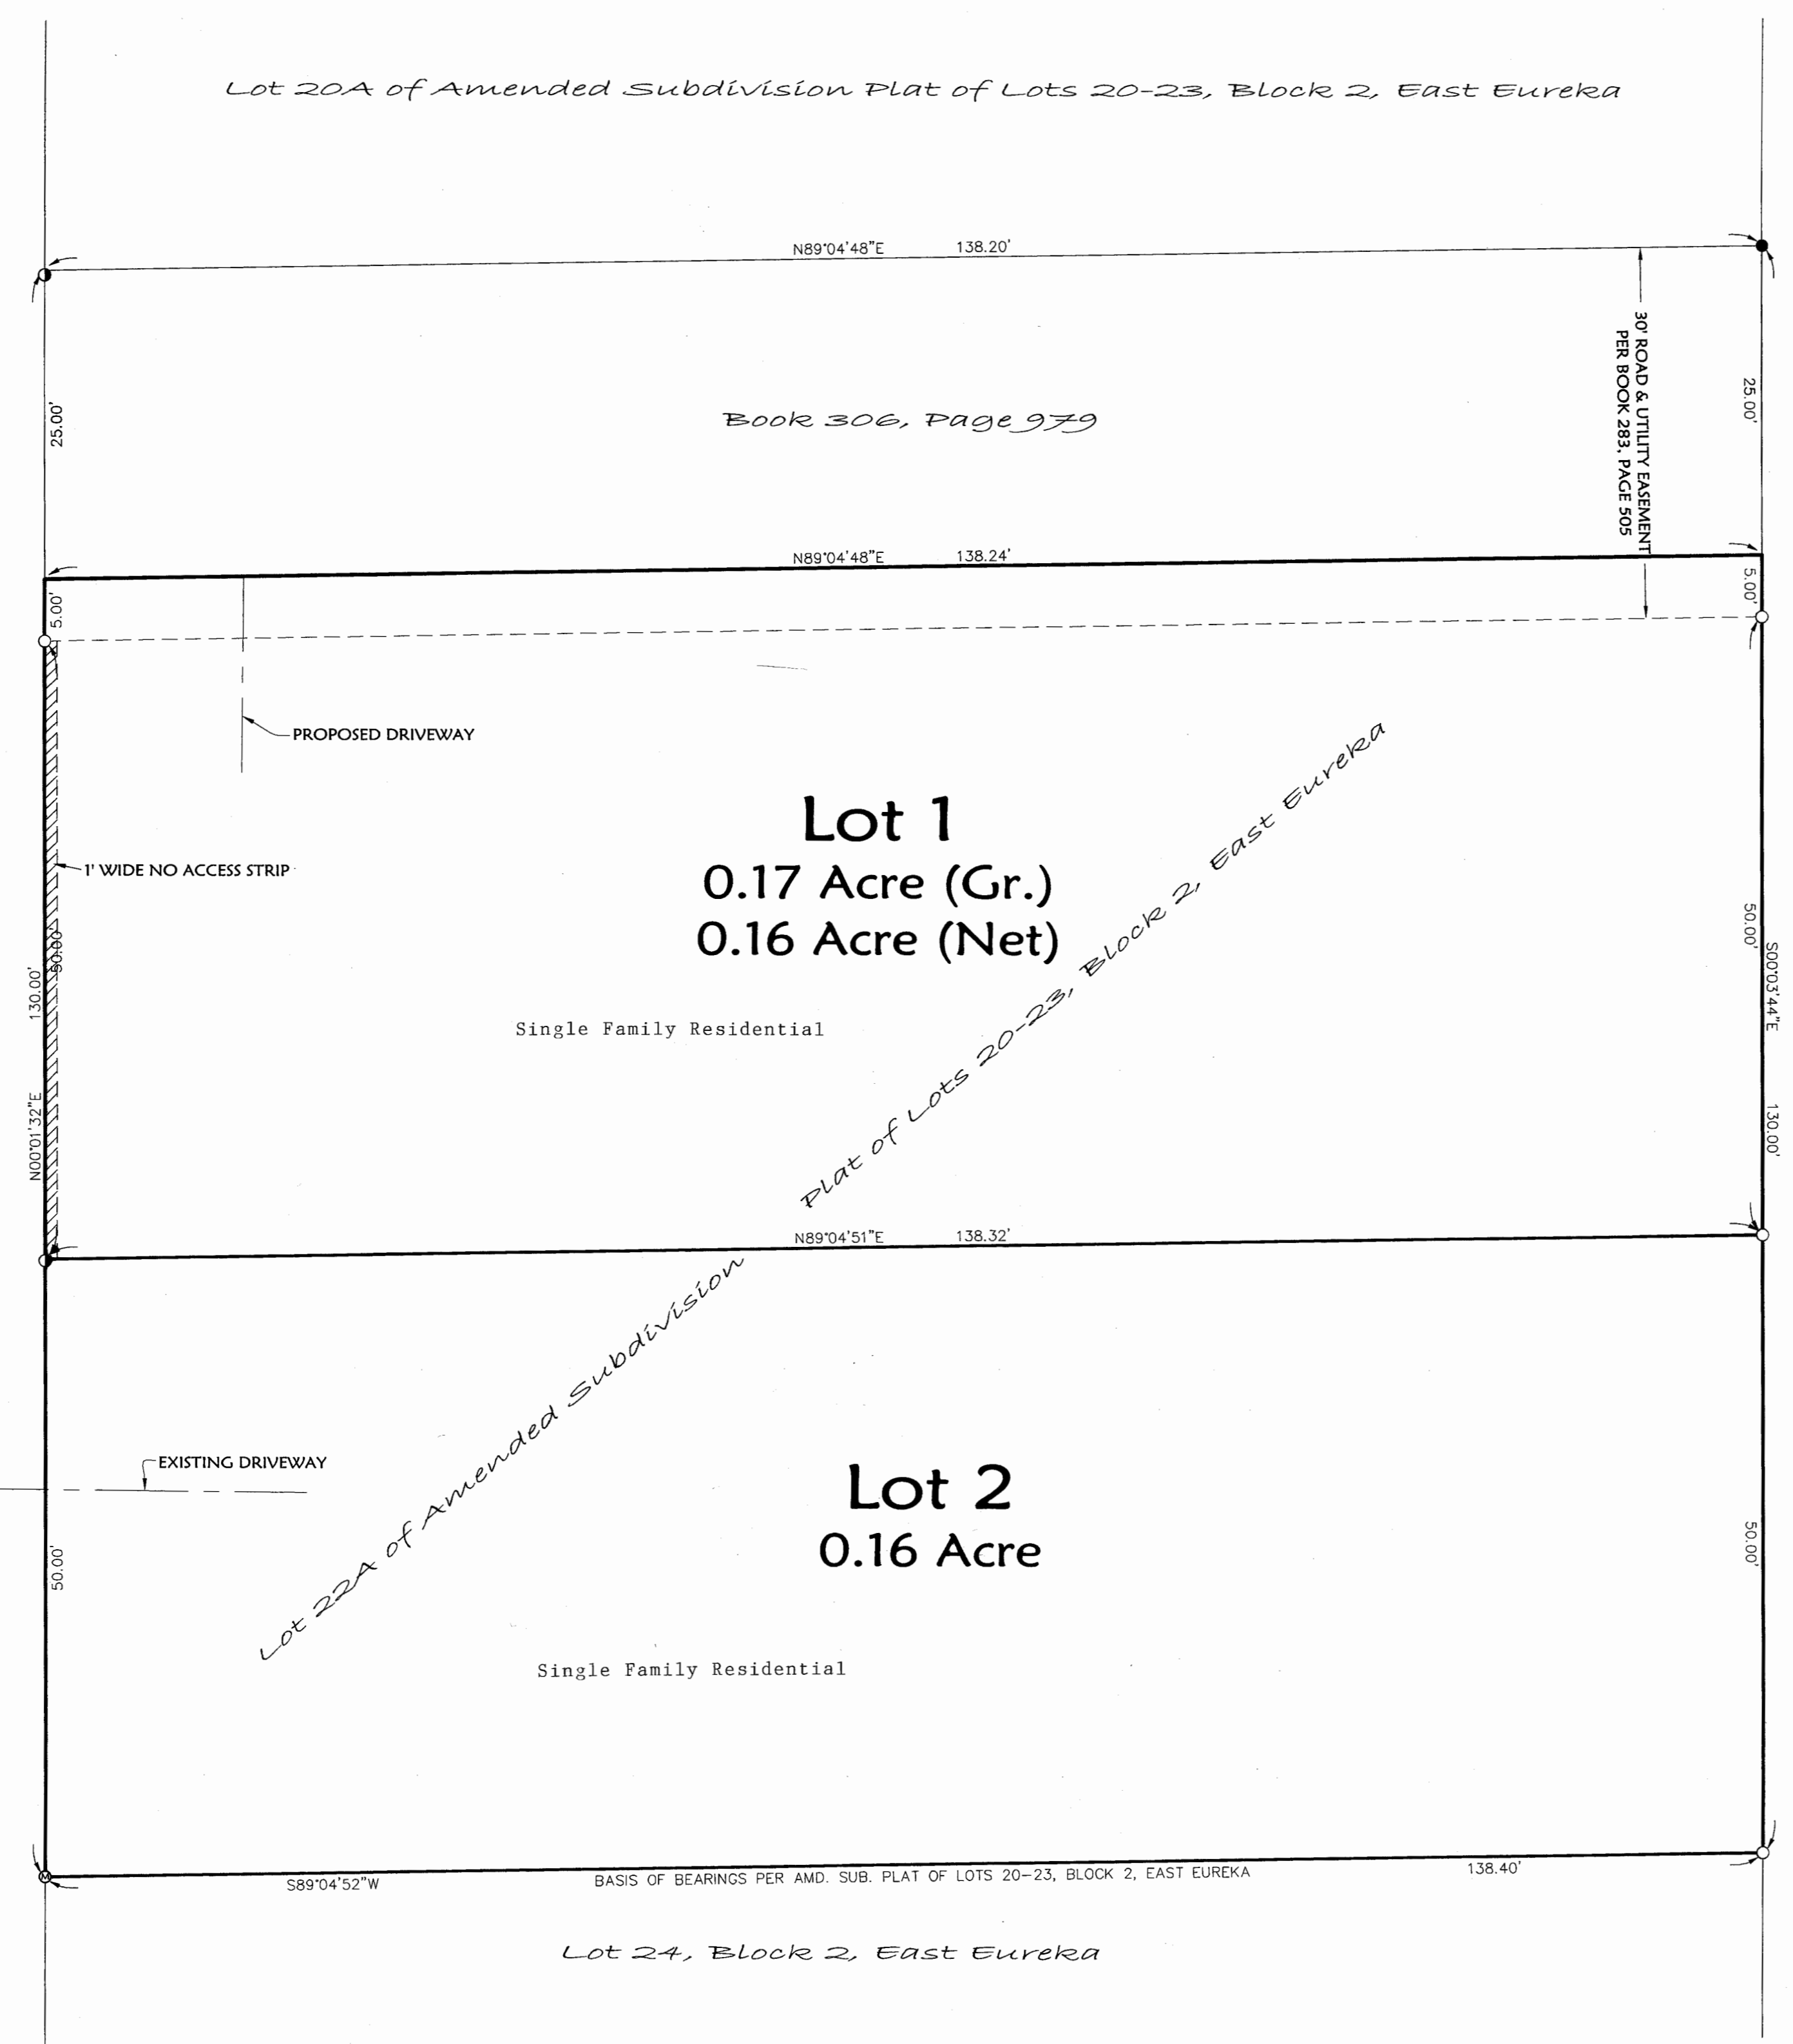 Lot 20A of Amended Subdivision Plat of Lots 20-23, Block 2, East Eureka
N89°04'48"E 138.20'
30' ROAD & UTILITY EASEMENT
PER BOOK 283, PAGE 505
25.00'
25.00'
Book 306, Page 979
N89°04'48"E 138.24'
5.00'
5.00'
PROPOSED DRIVEWAY
Lot 1
0.17 Acre (Gr.)
0.16 Acre (Net)
1' WIDE NO ACCESS STRIP
50.00'
50.00'
N00°01'32"E 130.00'
S00°03'44"E 130.00'
Single Family Residential
N89°04'51"E 138.32'
Lot 22A of Amended Subdivision Plat of Lots 20-23, Block 2, East Eureka
EXISTING DRIVEWAY
Lot 2
0.16 Acre
50.00'
50.00'
Single Family Residential
S89°04'52"W BASIS OF BEARINGS PER AMD. SUB. PLAT OF LOTS 20-23, BLOCK 2, EAST EUREKA 138.40'
M
Lot 24, Block 2, East Eureka